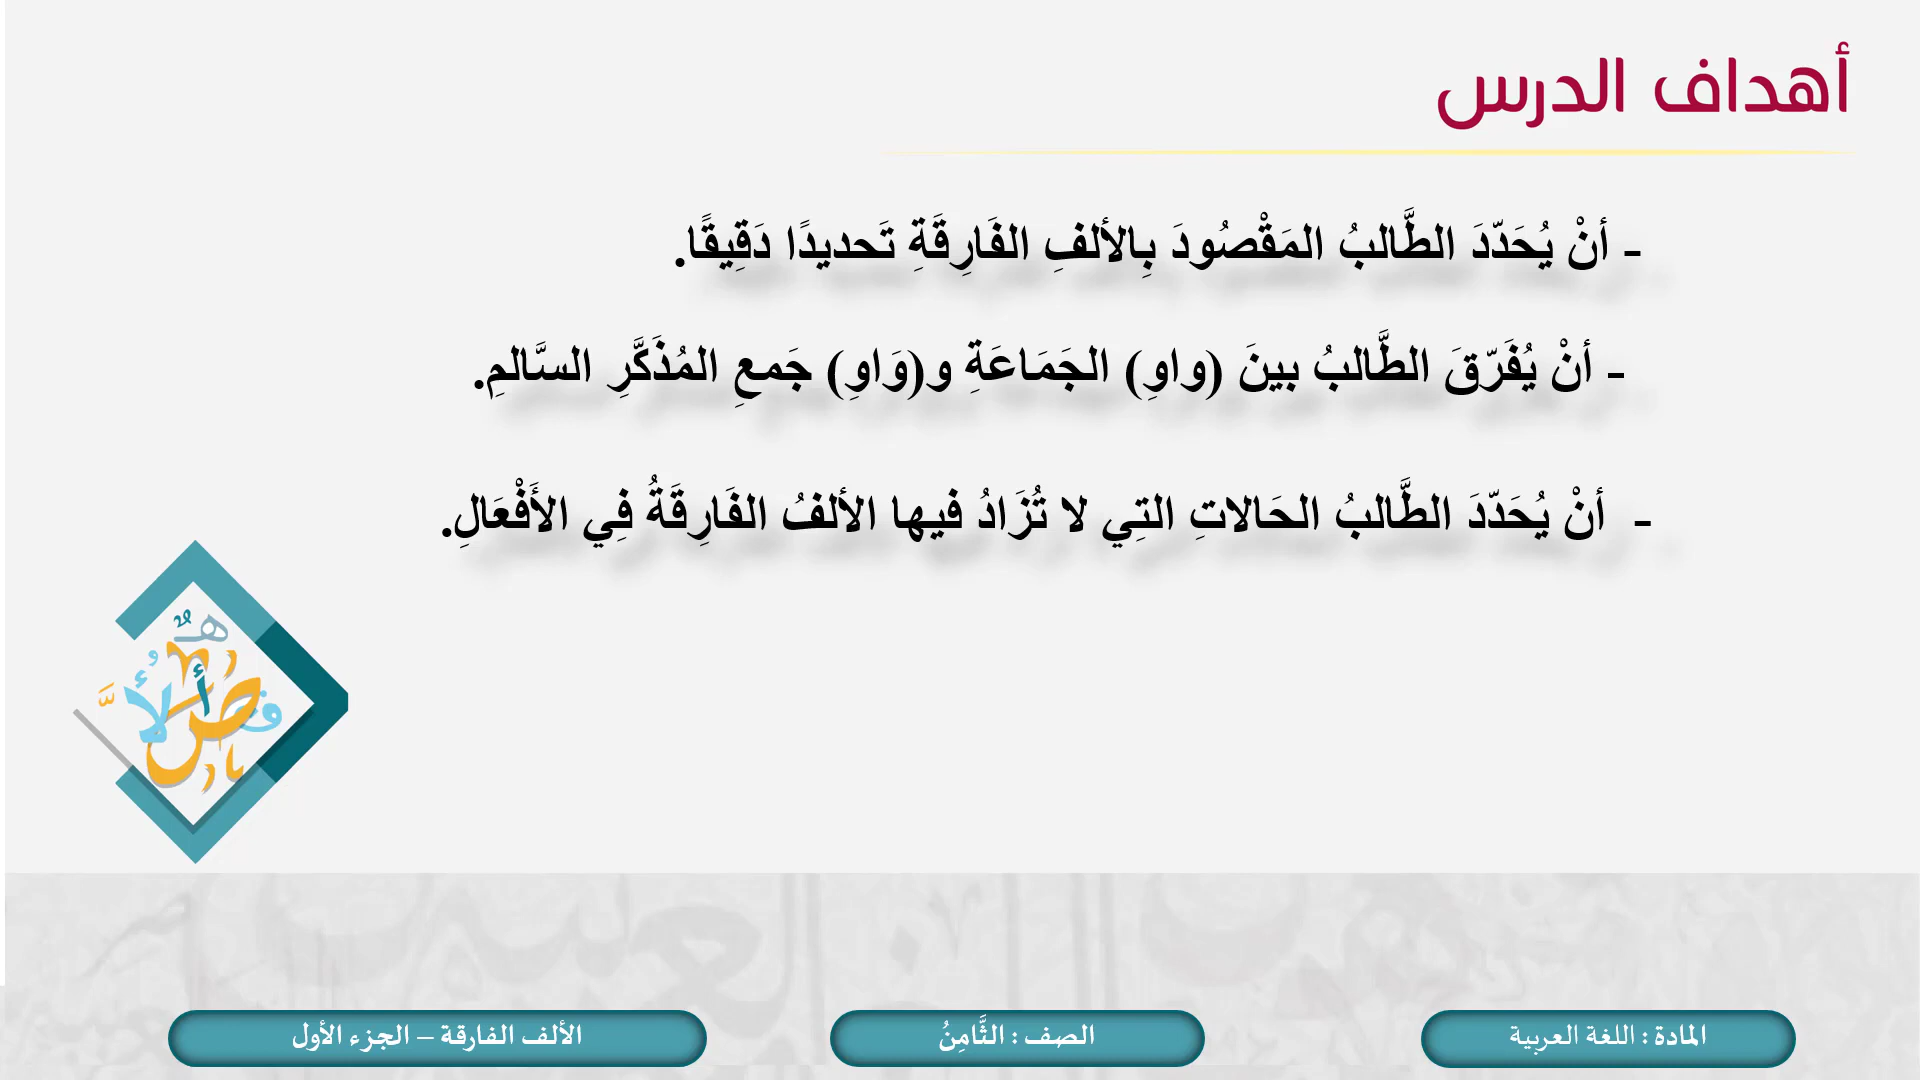 أهداف الدرس
- أنْ يُحَدّدَ الطَّالبُ المَقْصُودَ بِالألفِ الفَارِقَةِ تَحديدًا دَقِيقًا.
- أنْ يُفَرّقَ الطَّالبُ بينَ (واوِ) الجَمَاعَةِ و(وَاوِ) جَمعِ المُذَكَّرِ السَّالمِ.
- أنْ يُحَدّدَ الطَّالبُ الحَالاتِ التِي لا تُزَادُ فيها الألفُ الفَارِقَةُ فِي الأَفْعَالِ.
المادة : اللغة العربية
الصف : الثَّامِنُ
الألف الفارقة – الجزء الأول